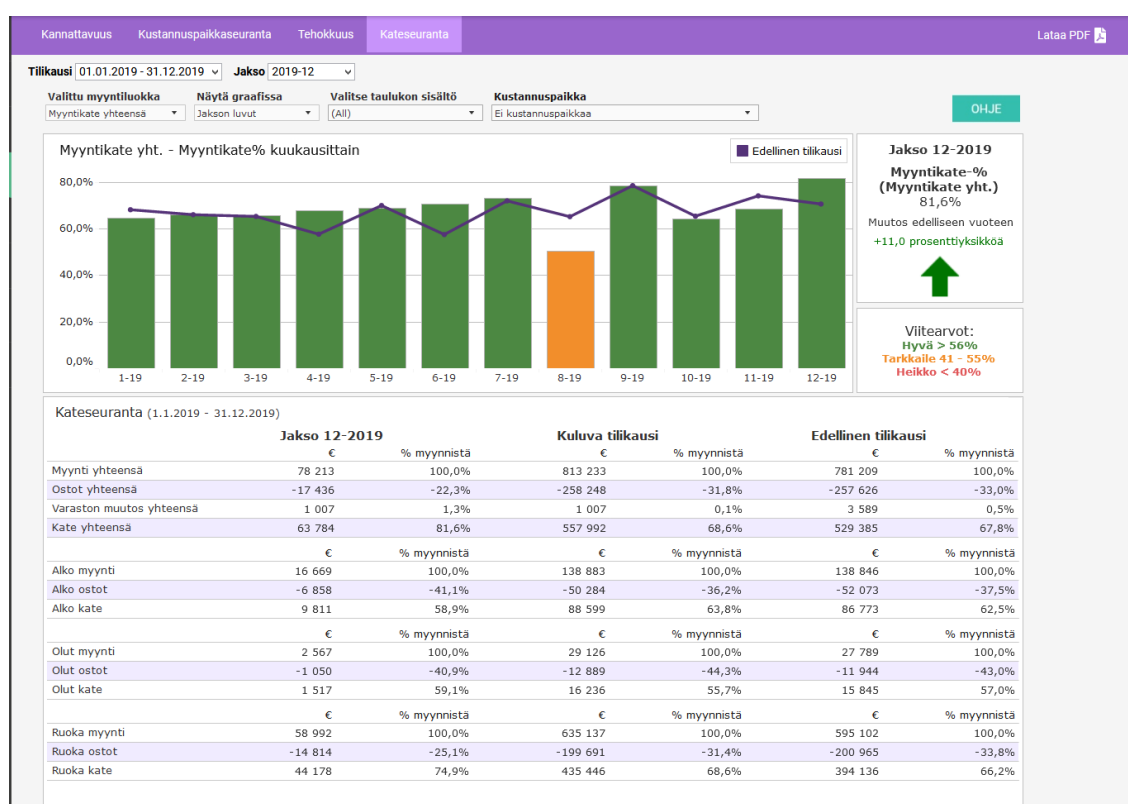 Kannattavuus Kustannuspaikkaseuranta Tehokkuus Kateseuranta Lataa PDF
Tilikausi 01.01.2019 - 31.12.2019 Jakso 2019-12
Valittu myyntiluokka Näytä graafissa Valitse taulukon sisältö Kustannuspaikka
Myyntikate yhteensä Jakson luvut (All) Ei kustannuspaikkaa
OHJE
Myyntikate yht. - Myyntikate% kuukausittain
Edellinen tilikausi
80,0%
60,0%
40,0%
20,0%
0,0%
1-19 2-19 3-19 4-19 5-19 6-19 7-19 8-19 9-19 10-19 11-19 12-19
Jakso 12-2019
Myyntikate-%
(Myyntikate yht.)
81,6%
Muutos edelliseen vuoteen
+11,0 prosenttiyksikköä
Viitearvot:
Hyvä > 56%
Tarkkaile 41 - 55%
Heikko < 40%
Kateseuranta (1.1.2019 - 31.12.2019)
Jakso 12-2019 Kuluva tilikausi Edellinen tilikausi
€ % myynnistä € % myynnistä € % myynnistä
Myynti yhteensä 78 213 100,0% 813 233 100,0% 781 209 100,0%
Ostot yhteensä -17 436 -22,3% -258 248 -31,8% -257 626 -33,0%
Varaston muutos yhteensä 1 007 1,3% 1 007 0,1% 3 589 0,5%
Kate yhteensä 63 784 81,6% 557 992 68,6% 529 385 67,8%
€ % myynnistä € % myynnistä € % myynnistä
Alko myynti 16 669 100,0% 138 883 100,0% 138 846 100,0%
Alko ostot -6 858 -41,1% -50 284 -36,2% -52 073 -37,5%
Alko kate 9 811 58,9% 88 599 63,8% 86 773 62,5%
€ % myynnistä € % myynnistä € % myynnistä
Olut myynti 2 567 100,0% 29 126 100,0% 27 789 100,0%
Olut ostot -1 050 -40,9% -12 889 -44,3% -11 944 -43,0%
Olut kate 1 517 59,1% 16 236 55,7% 15 845 57,0%
€ % myynnistä € % myynnistä € % myynnistä
Ruoka myynti 58 992 100,0% 635 137 100,0% 595 102 100,0%
Ruoka ostot -14 814 -25,1% -199 691 -31,4% -200 965 -33,8%
Ruoka kate 44 178 74,9% 435 446 68,6% 394 136 66,2%